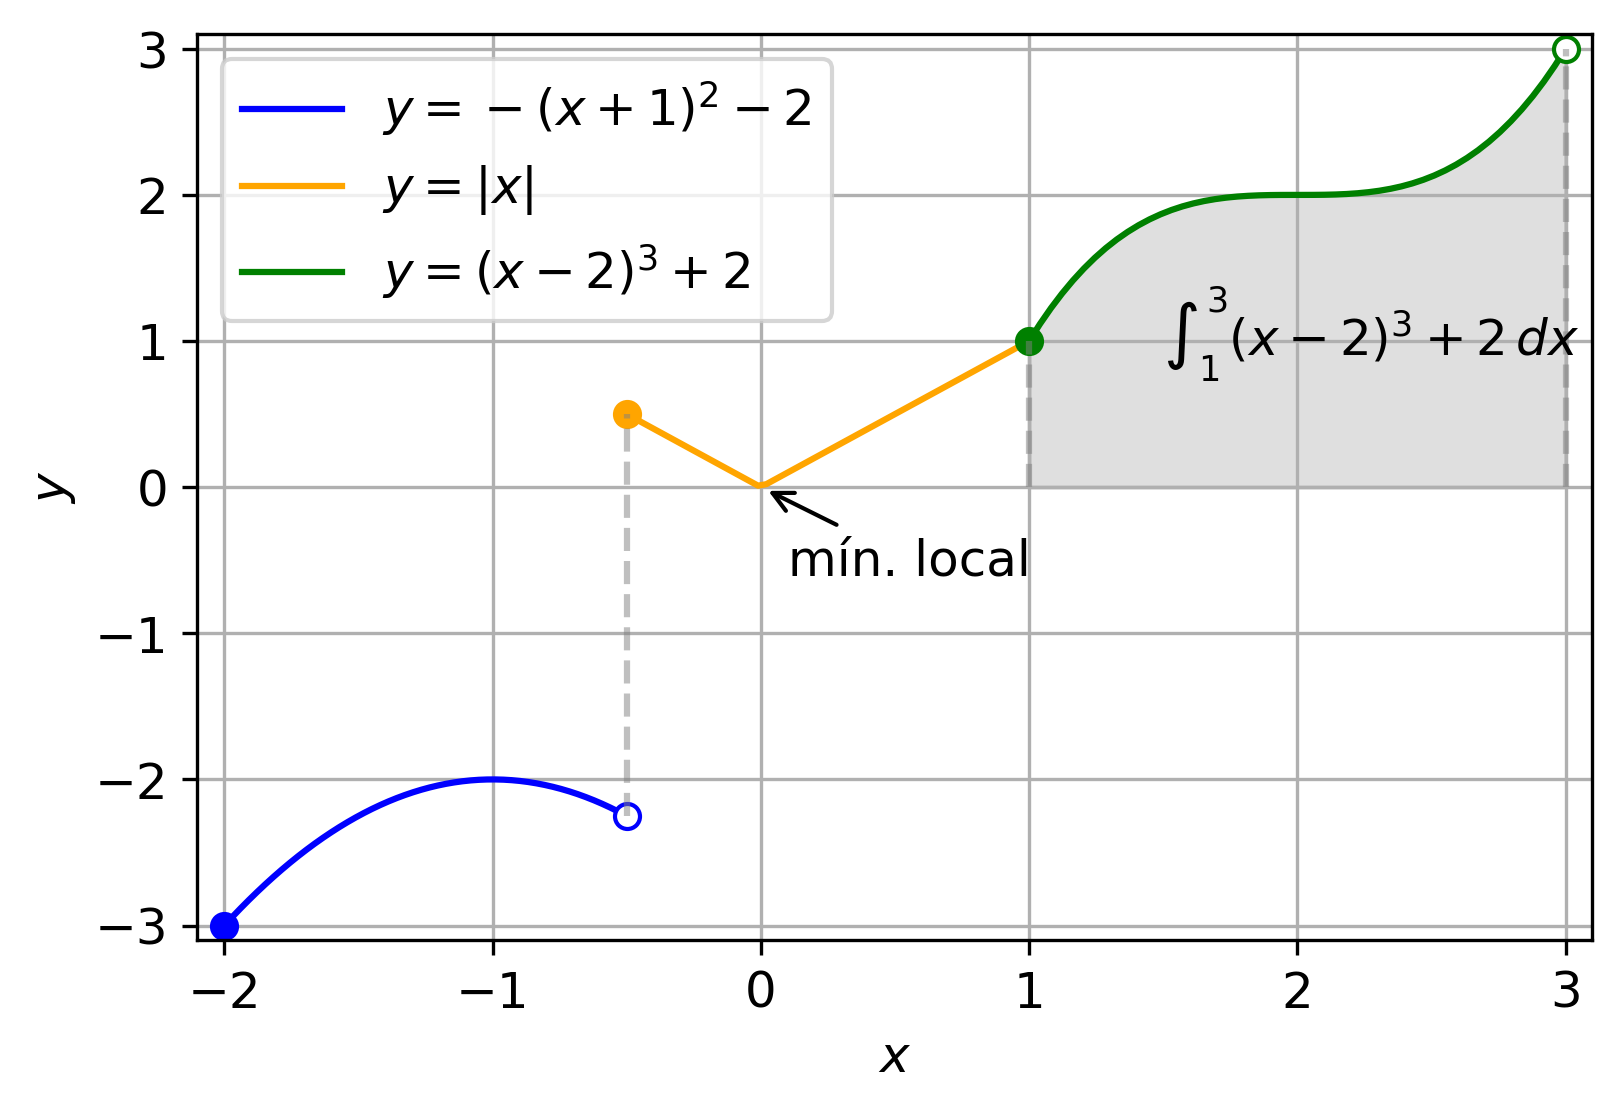 3
2
1
0
−1
−2
−3
y
y = −(x + 1)² − 2
y = |x|
y = (x − 2)³ + 2
∫₁³(x − 2)³ + 2 dx
mín. local
−2 −1 0 1 2 3
x